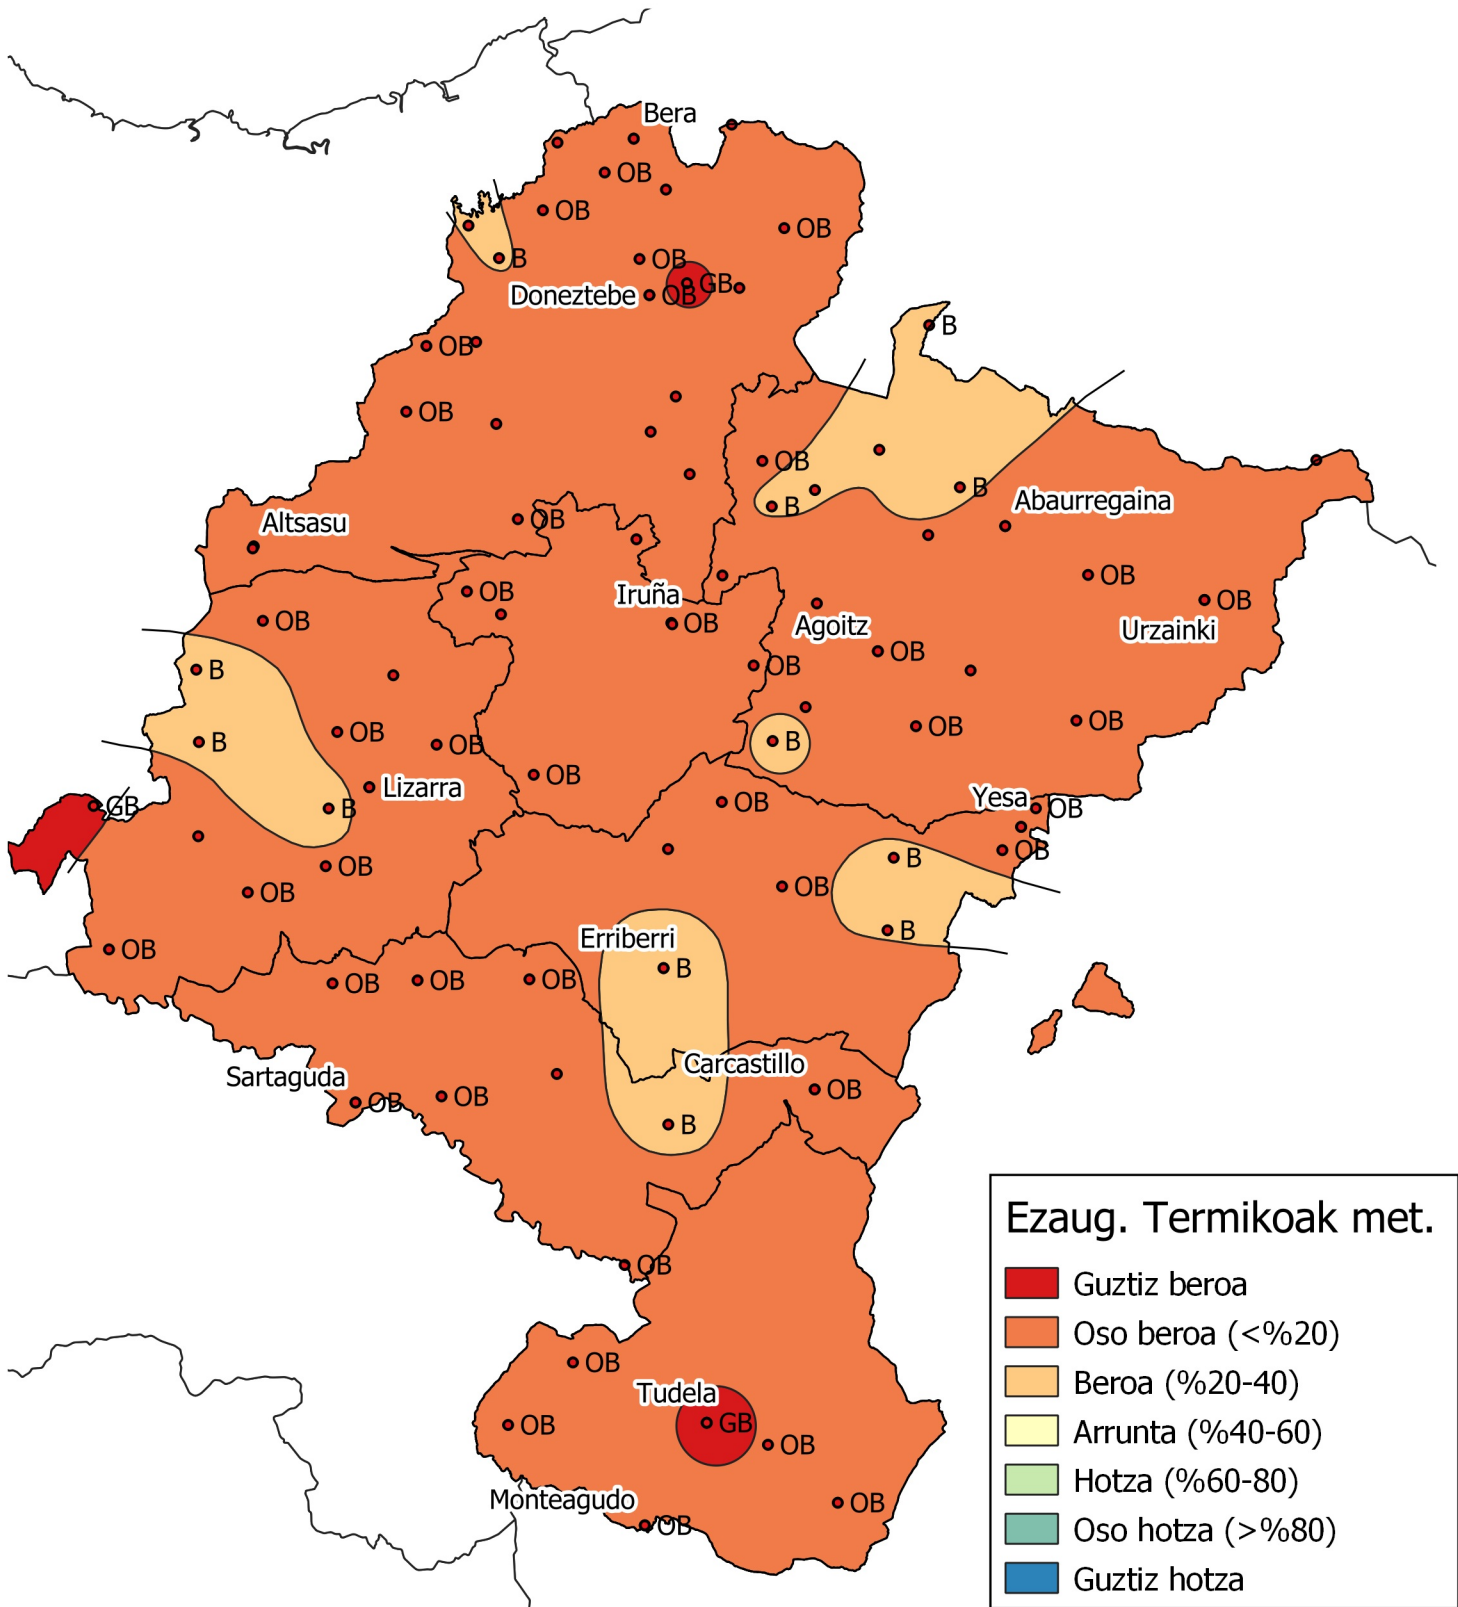 Bera
OB
OB
OB
B
OB
GB
Doneztebe
OB
B
OB
OB
OB
B
B
Abaurregaina
OB
Altsasu
OB
OB
Iruña
OB
OB
OB
Agoitz
Urzainki
OB
OB
B
OB
OB
OB
B
OB
B
OB
Lizarra
Yesa
OB
GB
B
OB
OB
B
OB
OB
OB
B
Erriberri
OB
B
OB
OB
OB
Carcastillo
Sartaguda
OB
OB
OB
B
Ezaug. Termikoak met.
OB
Guztiz beroa
Oso beroa (<%20)
OB
Beroa (%20-40)
Tudela
GB
OB
Arrunta (%40-60)
OB
Hotza (%60-80)
Monteagudo
OB
OB
Oso hotza (>%80)
Guztiz hotza